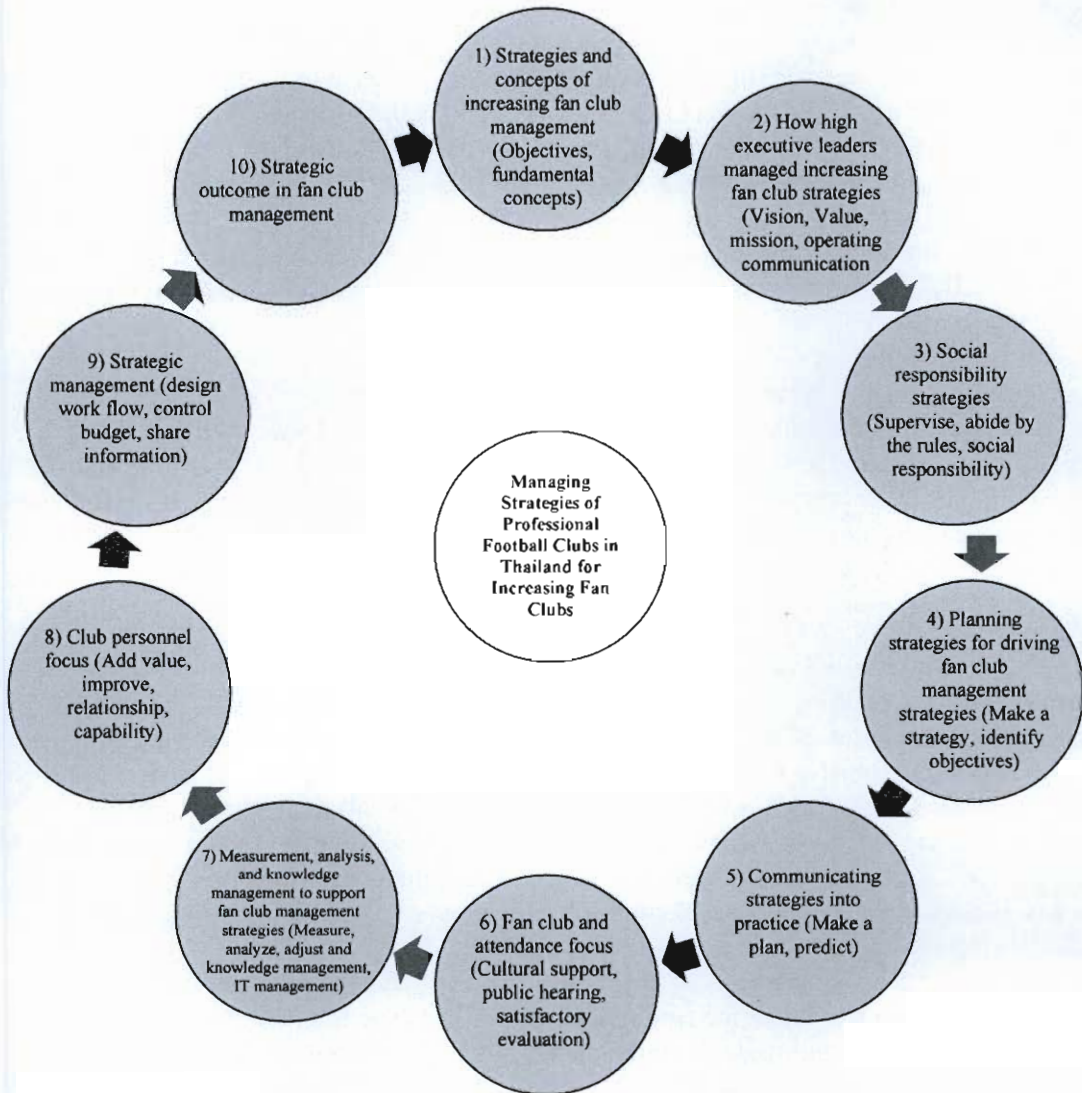 1) Strategies and
concepts of
increasing fan club
management
(Objectives,
fundamental
concepts)
2) How high
executive leaders
managed increasing
fan club strategies
(Vision, Value,
mission, operating
communication
3) Social
responsibility
strategies
(Supervise, abide by
the rules, social
responsibility)
4) Planning
strategies for driving
fan club
management
strategies (Make a
strategy, identify
objectives)
5) Communicating
strategies into
practice (Make a
plan, predict)
6) Fan club and
attendance focus
(Cultural support,
public hearing,
satisfactory
evaluation)
7) Measurement, analysis,
and knowledge
management to support
fan club management
strategies (Measure,
analyze, adjust and
knowledge management,
IT management)
8) Club personnel
focus (Add value,
improve,
relationship,
capability)
9) Strategic
management (design
work flow, control
budget, share
information)
10) Strategic
outcome in fan club
management
Managing
Strategies of
Professional
Football Clubs in
Thailand for
Increasing Fan
Clubs